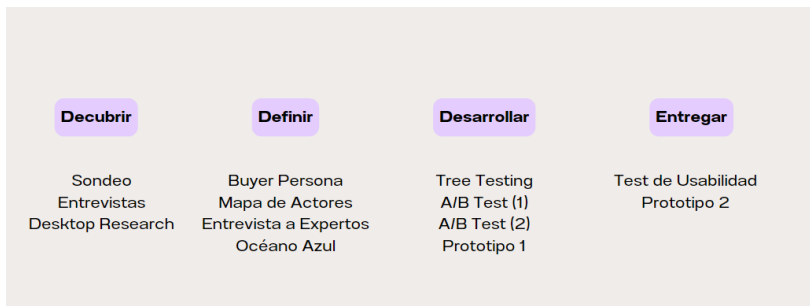 Decubrir
Sondeo
Entrevistas
Desktop Research
Definir
Buyer Persona
Mapa de Actores
Entrevista a Expertos
Océano Azul
Desarrollar
Tree Testing
A/B Test (1)
A/B Test (2)
Prototipo 1
Entregar
Test de Usabilidad
Prototipo 2